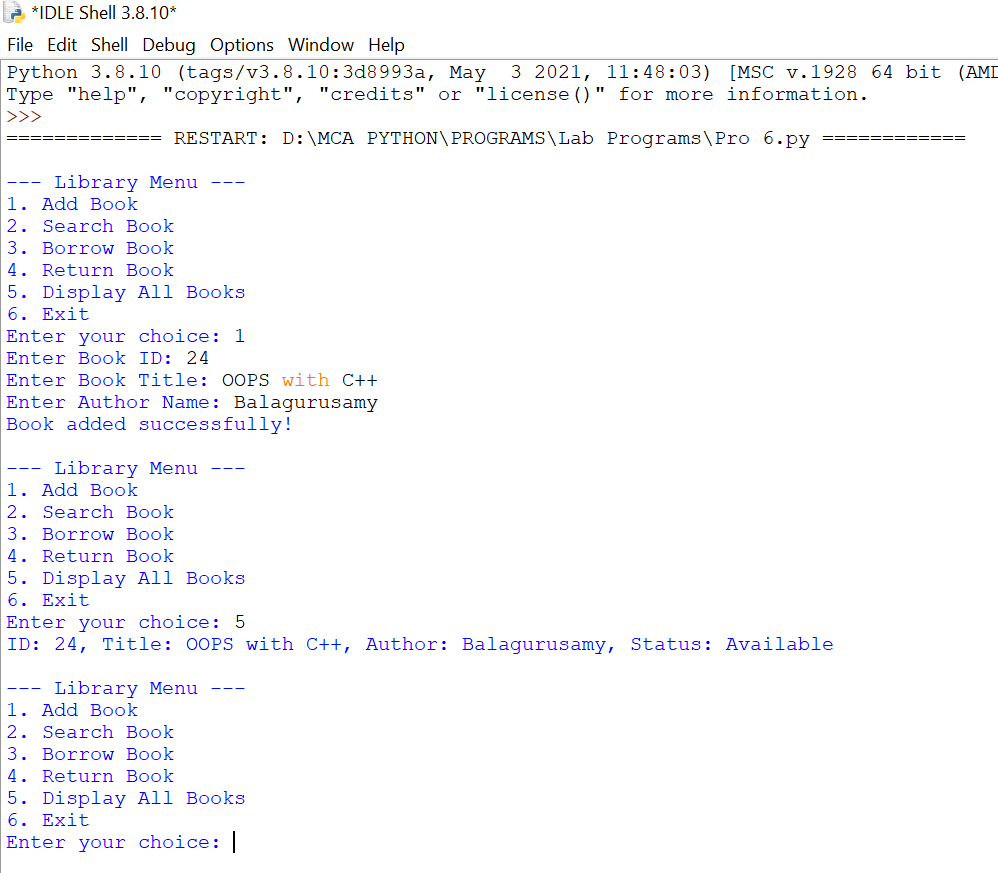 *IDLE Shell 3.8.10*
File Edit Shell Debug Options Window Help
Python 3.8.10 (tags/v3.8.10:3d8993a, May  3 2021, 11:48:03) [MSC v.1928 64 bit (AMD
Type "help", "copyright", "credits" or "license()" for more information.
>>>
============= RESTART: D:\MCA PYTHON\PROGRAMS\Lab Programs\Pro 6.py ============
--- Library Menu ---
1. Add Book
2. Search Book
3. Borrow Book
4. Return Book
5. Display All Books
6. Exit
Enter your choice: 1
Enter Book ID: 24
Enter Book Title: OOPS with C++
Enter Author Name: Balagurusamy
Book added successfully!
--- Library Menu ---
1. Add Book
2. Search Book
3. Borrow Book
4. Return Book
5. Display All Books
6. Exit
Enter your choice: 5
ID: 24, Title: OOPS with C++, Author: Balagurusamy, Status: Available
--- Library Menu ---
1. Add Book
2. Search Book
3. Borrow Book
4. Return Book
5. Display All Books
6. Exit
Enter your choice: